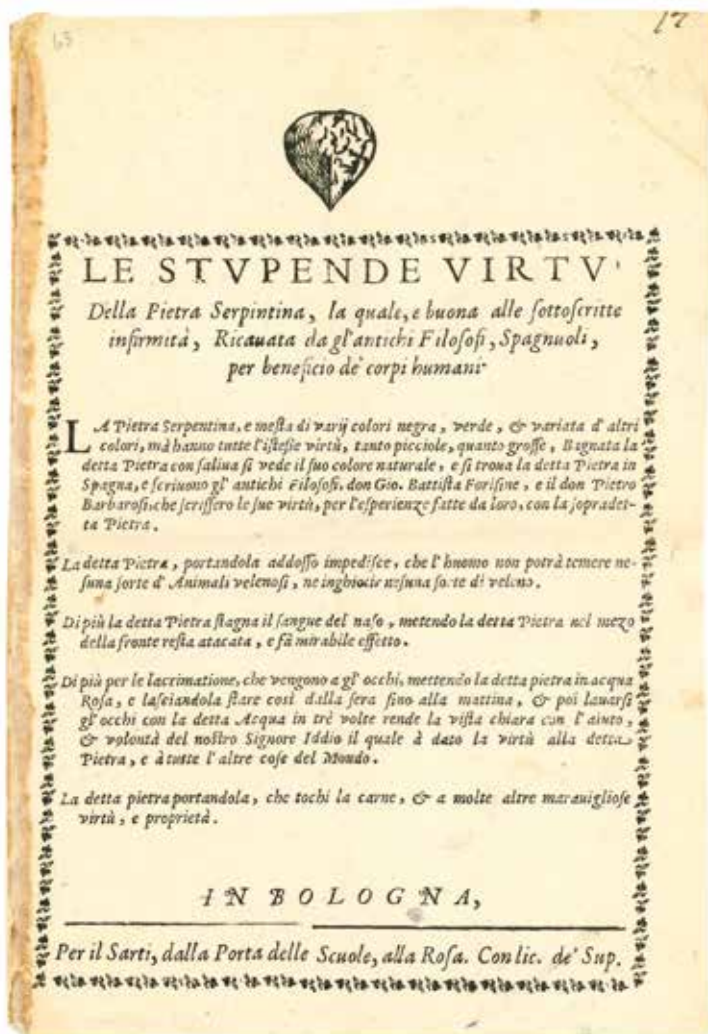 63
17
LE STVPENDE VIRTV'
Della Pietra Serpintina, la quale, e buona alle ſottoſcritte
infirmità, Ricauata da gl'antichi Filoſofi, Spagnuoli,
per beneficio de' corpi humani
LA Pietra Serpentina, e meſta di varij colori negra, verde, & variata d'altri
colori, mà hanno tutte l'iſteſſe virtù, tanto picciole, quanto groſſe, Bagnata la
detta Pietra con ſaliua ſi vede il ſuo colore naturale, e ſi troua la detta Pietra in
Spagna, e ſcriuono gl' antichi Filoſofi, don Gio. Battiſta Foriſine, e il don Pietro
Barbaroſi, che ſcriſſero le ſue virtù, per l'eſperienze fatte da loro, con la ſopradet-
ta Pietra.
La detta Pietra, portandola addoſſo impediſce, che l'huomo non potrà temere ne-
ſuna ſorte d' Animali velenoſi, ne inghiotir neſuna ſorte di veleno.
Di più la detta Pietra ſtagna il ſangue del naſo, metendo la detta Pietra nel mezo
della fronte reſta atacata, e fà mirabile effetto.
Di più per le lacrimatione, che vengono a gl' occhi, mettendo la detta pietra in acqua
Roſa, e laſciandola ſtare così dalla ſera fino alla mattina, & poi lauarſi
gl'occhi con la detta Acqua in trè volte rende la viſta chiara con l'aiuto,
& volontà del noſtro Signore Iddio il quale à dato la virtù alla detta
Pietra, e à tutte l'altre coſe del Mondo.
La detta pietra portandola, che tochi la carne, & a molte altre marauiglioſe
virtù, e proprietà.
IN BOLOGNA,
Per il Sarti, dalla Porta delle Scuole, alla Roſa. Con lic. de' Sup.